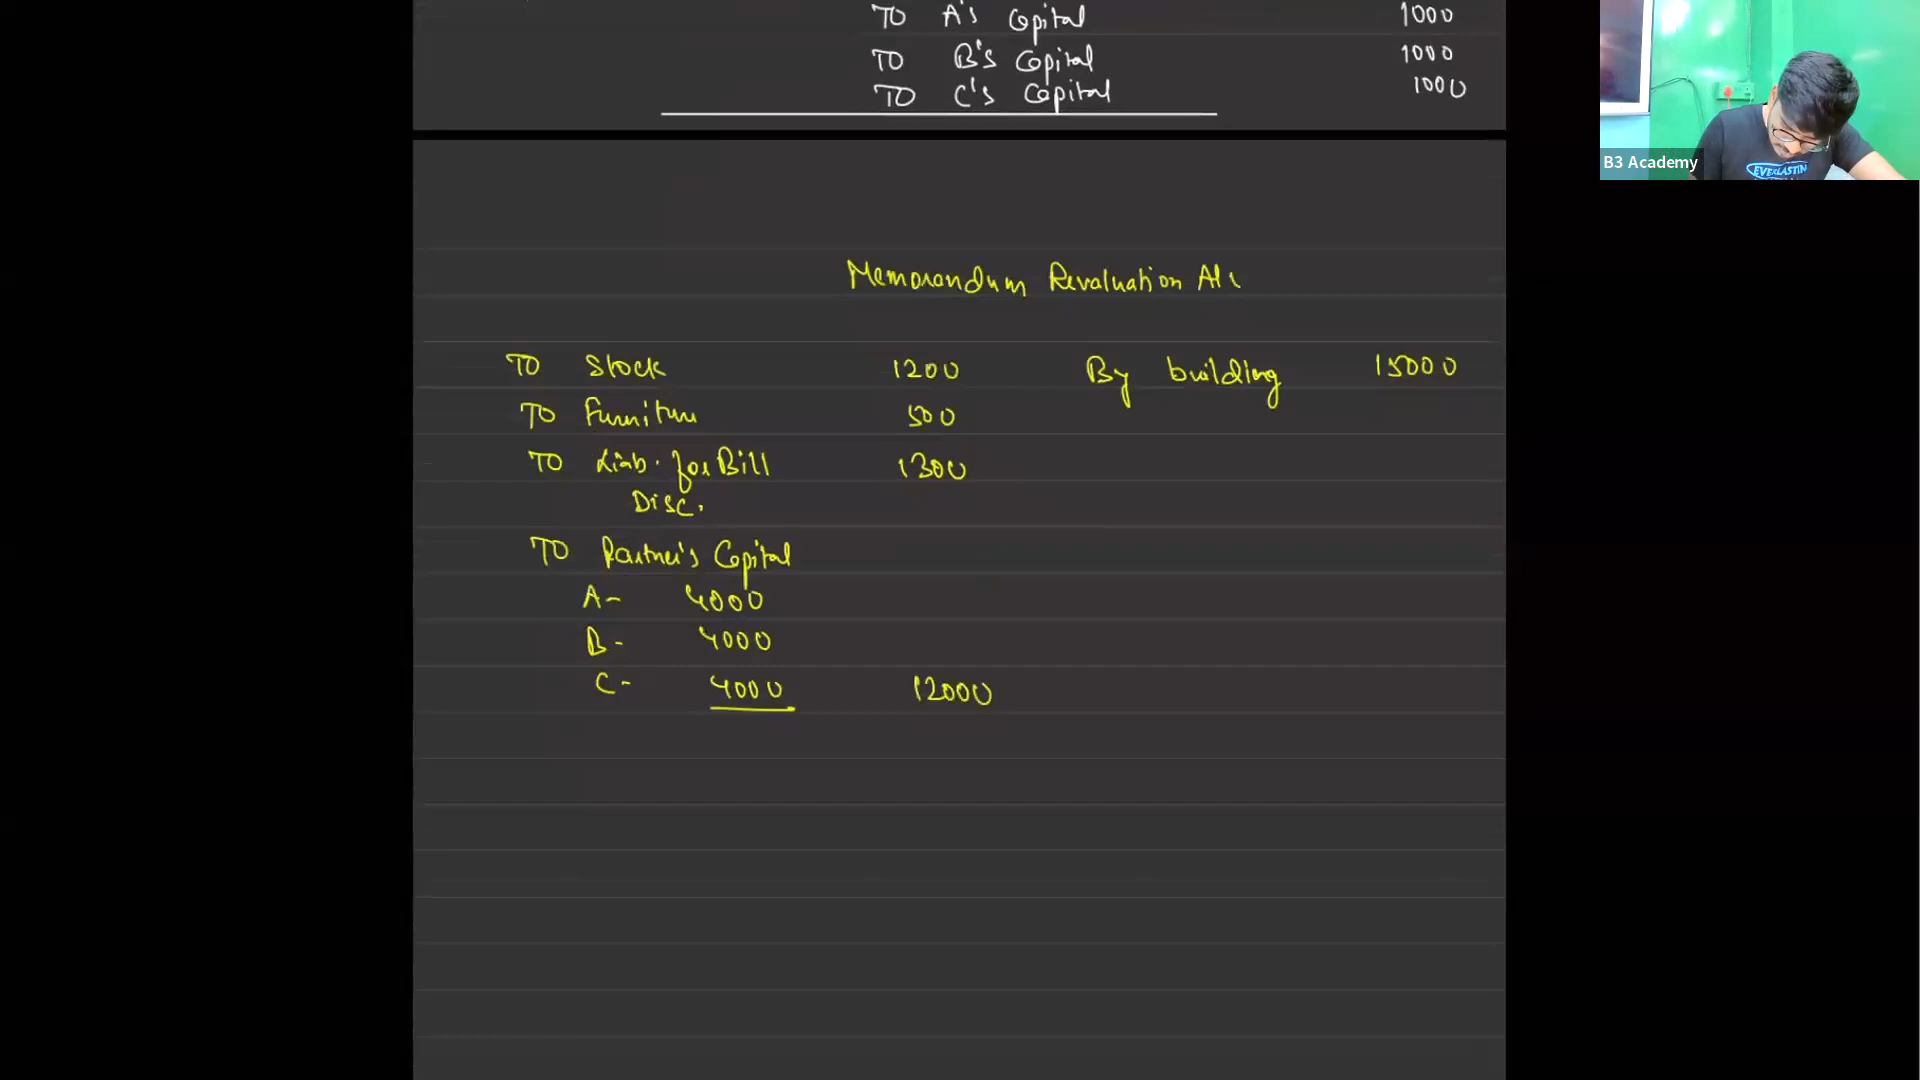 TO A's Capital 1000
TO B's Capital 1000
TO C's Capital 1000
B3 Academy
EVERLASTIN
Memorandum Revaluation A/c
TO Stock 1200 By building 15000
TO Furniture 500
TO Liab. for Bill 1300
Disc.
TO Partner's Capital
A- 4000
B- 4000
C- 4000 12000